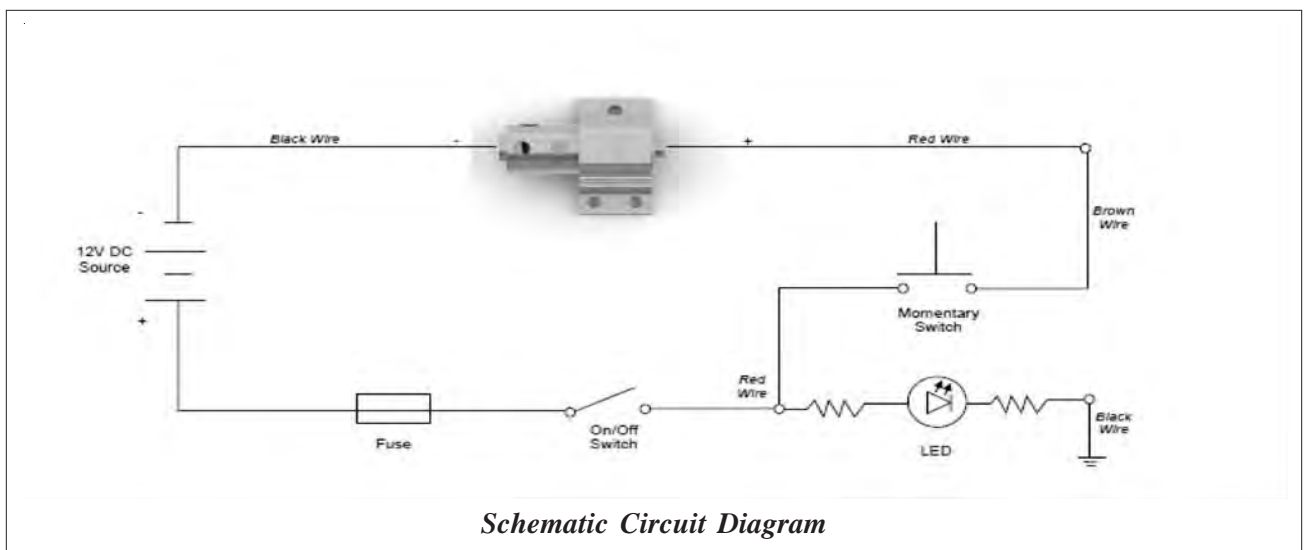 Black Wire
-
+
Red Wire
-
12V DC
Source
+
Brown
Wire
Momentary
Switch
Red
Wire
Black
Wire
Fuse
On/Off
Switch
LED
Schematic Circuit Diagram